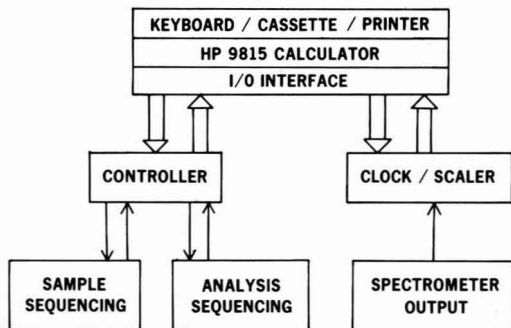 KEYBOARD / CASSETTE / PRINTER
HP 9815 CALCULATOR
I/O INTERFACE
CONTROLLER
CLOCK / SCALER
SAMPLE
SEQUENCING
ANALYSIS
SEQUENCING
SPECTROMETER
OUTPUT